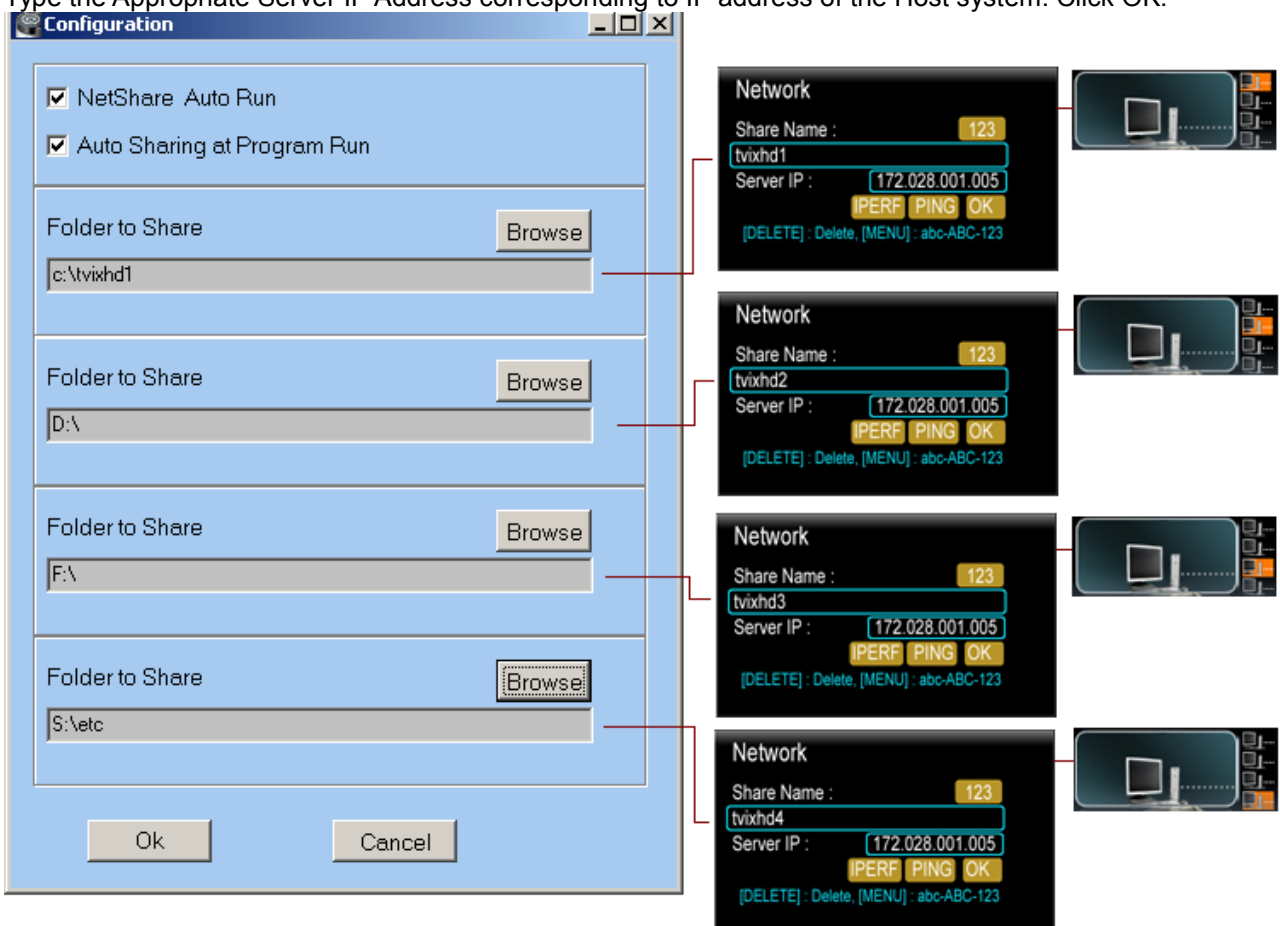 Type the Appropriate Server IP Address corresponding to IP address of the Host system. Click OK.
Configuration
NetShare Auto Run
Auto Sharing at Program Run
Folder to Share
Browse
c:\tvixhd1
Folder to Share
Browse
D:\
Folder to Share
Browse
F:\
Folder to Share
Browse
S:\etc
Ok
Cancel
Network
Share Name :
123
tvixhd1
Server IP :
172.028.001.005
IPERF PING OK
[DELETE] : Delete, [MENU] : abc-ABC-123
Network
Share Name :
123
tvixhd2
Server IP :
172.028.001.005
IPERF PING OK
[DELETE] : Delete, [MENU] : abc-ABC-123
Network
Share Name :
123
tvixhd3
Server IP :
172.028.001.005
IPERF PING OK
[DELETE] : Delete, [MENU] : abc-ABC-123
Network
Share Name :
123
tvixhd4
Server IP :
172.028.001.005
IPERF PING OK
[DELETE] : Delete, [MENU] : abc-ABC-123